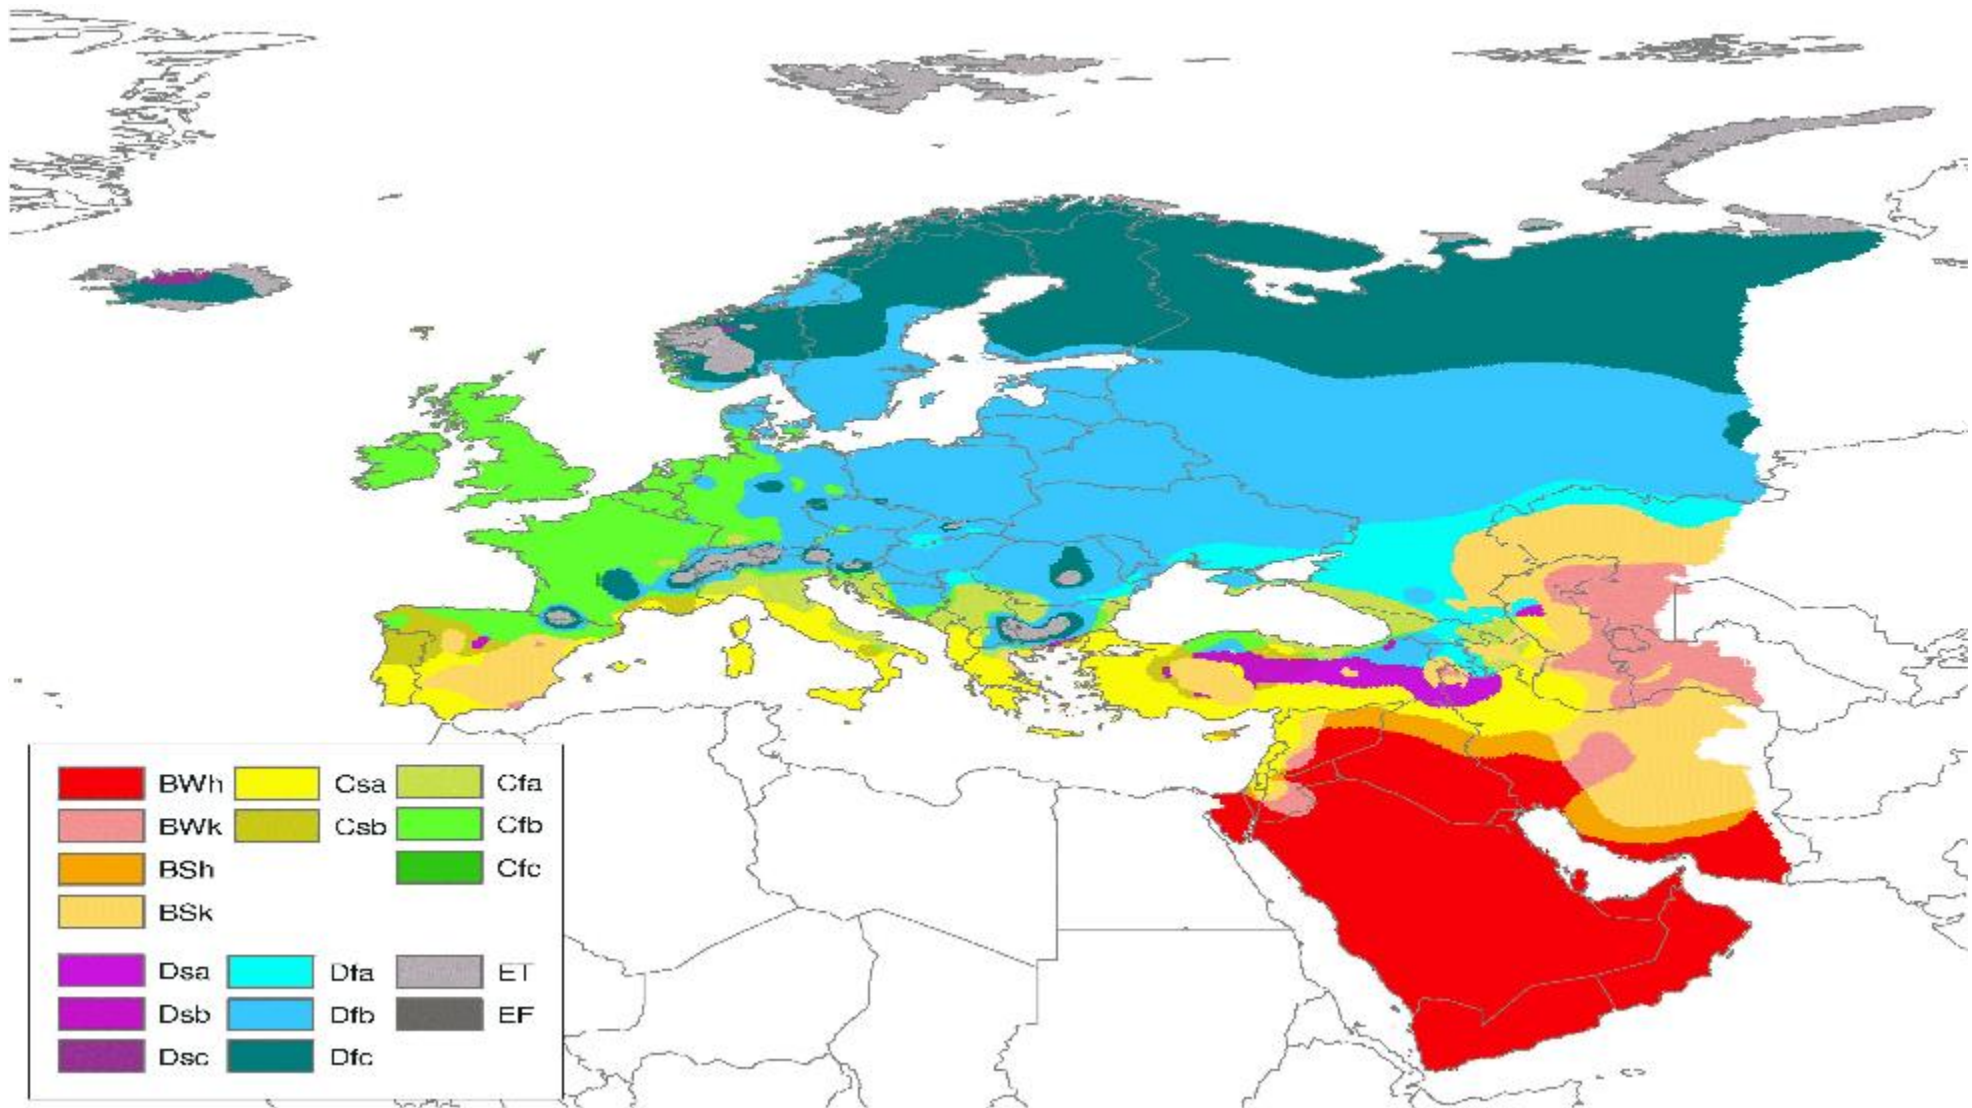 BWh Csa Cfa
BWk Csb Cfb
BSh Cfc
BSk
Dsa Dfa ET
Dsb Dfb EF
Dsc Dfc